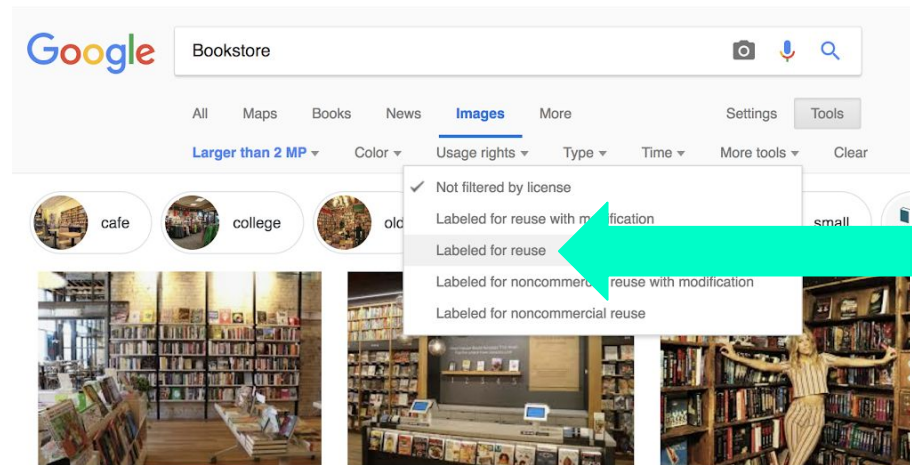 Google Bookstore
All Maps Books News Images More Settings Tools
Larger than 2 MP Color Usage rights Type Time More tools Clear
Not filtered by license
cafe college old small
Labeled for reuse with modification
Labeled for reuse
Labeled for noncommercial reuse with modification
Labeled for noncommercial reuse